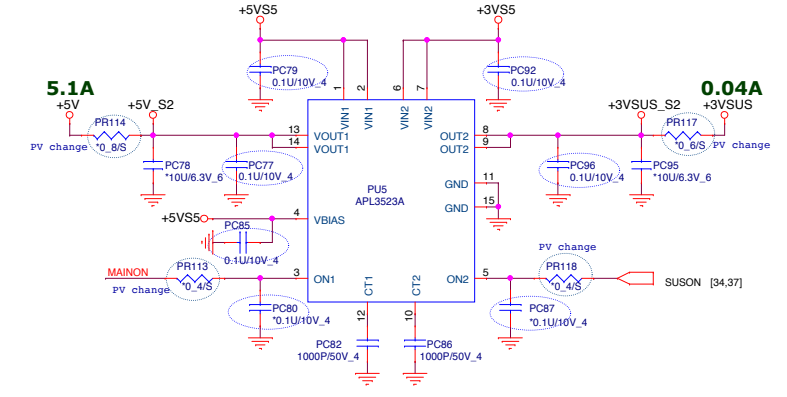 +5VS5
+3VS5
PC79
0.1U/10V_4
PC92
0.1U/10V_4
5.1A
0.04A
+5V
+5V_S2
+3VSUS_S2
+3VSUS
1
2
6
7
VIN1
VIN1
VIN2
VIN2
PR114
*0_8/S
PV change
PR117
*0_6/S
PV change
13
VOUT1
14
VOUT1
OUT2
8
OUT2
9
PC78
*10U/6.3V_6
PC77
0.1U/10V_4
PC96
0.1U/10V_4
PC95
*10U/6.3V_6
PU5
APL3523A
GND
11
GND
15
+5VS5
4
VBIAS
PC85
0.1U/10V_4
PV change
MAINON
PR113
*0_4/S
PV change
3
ON1
CT1
CT2
ON2
5
PR118
*0_4/S
SUSON [34,37]
PC80
*0.1U/10V_4
12
10
PC87
*0.1U/10V_4
PC82
1000P/50V_4
PC86
1000P/50V_4